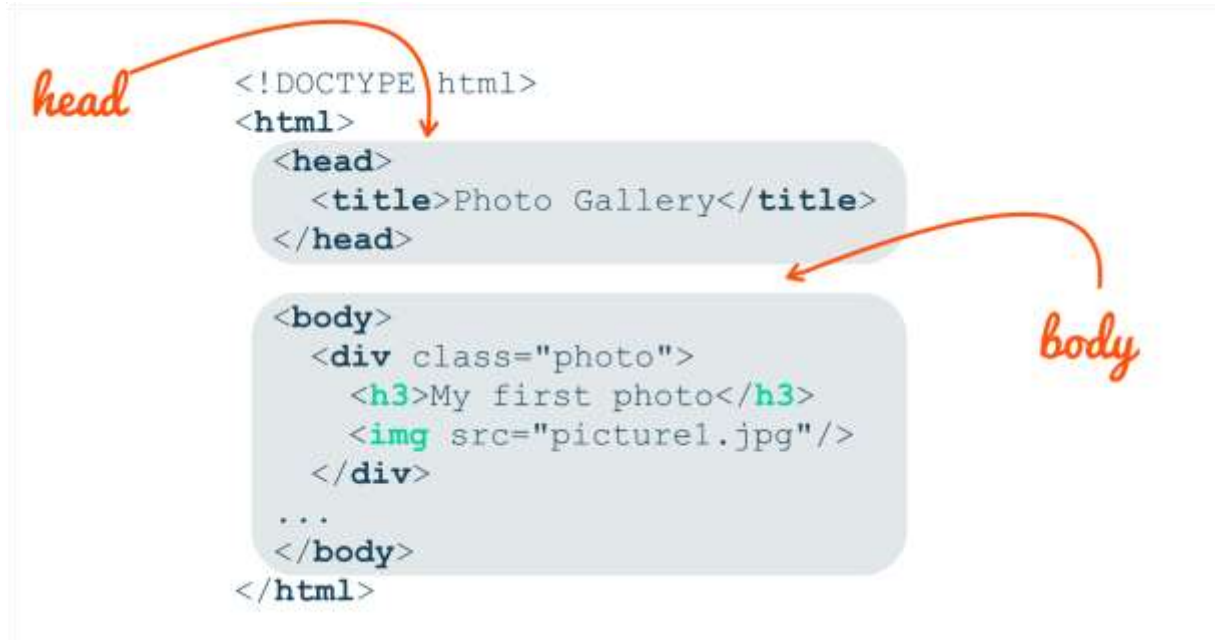 head
<!DOCTYPE html>
<html>
<head>
<title>Photo Gallery</title>
</head>
<body>
<div class="photo">
<h3>My first photo</h3>
<img src="picture1.jpg"/>
</div>
...
</body>
</html>
body